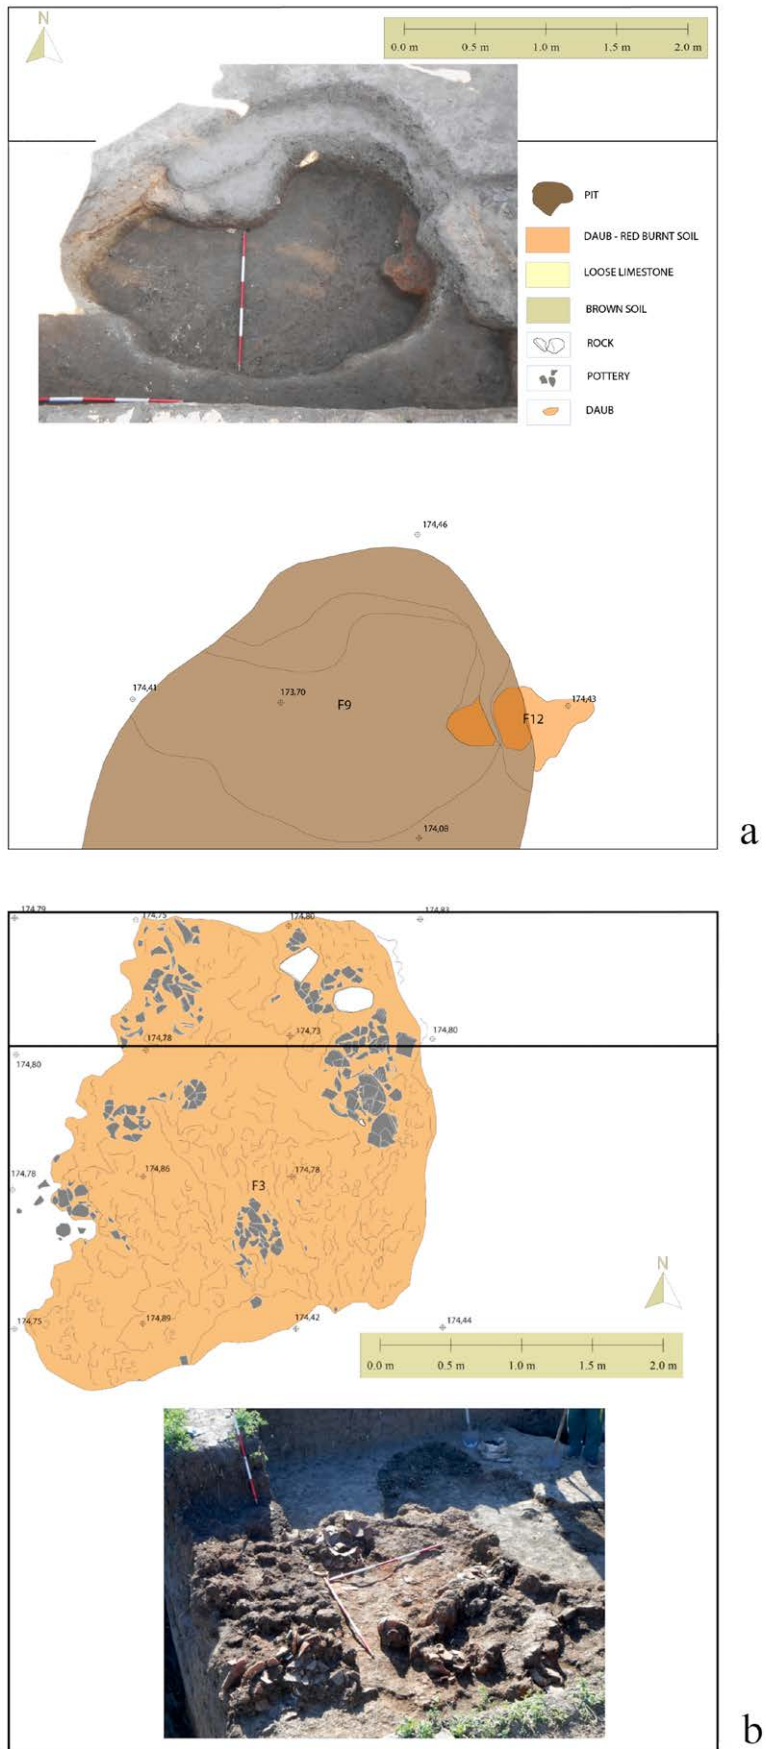 N
0.0 m 0.5 m 1.0 m 1.5 m 2.0 m
PIT
DAUB - RED BURNT SOIL
LOOSE LIMESTONE
BROWN SOIL
ROCK
POTTERY
DAUB
174,46
174,41
173,70
F9
174,43
F12
174,08
a
174,79
174,75
174,80
174,83
174,78
174,73
174,80
174,80
174,78
174,86
174,78
F3
N
174,75
174,89
174,42
174,44
0.0 m 0.5 m 1.0 m 1.5 m 2.0 m
b